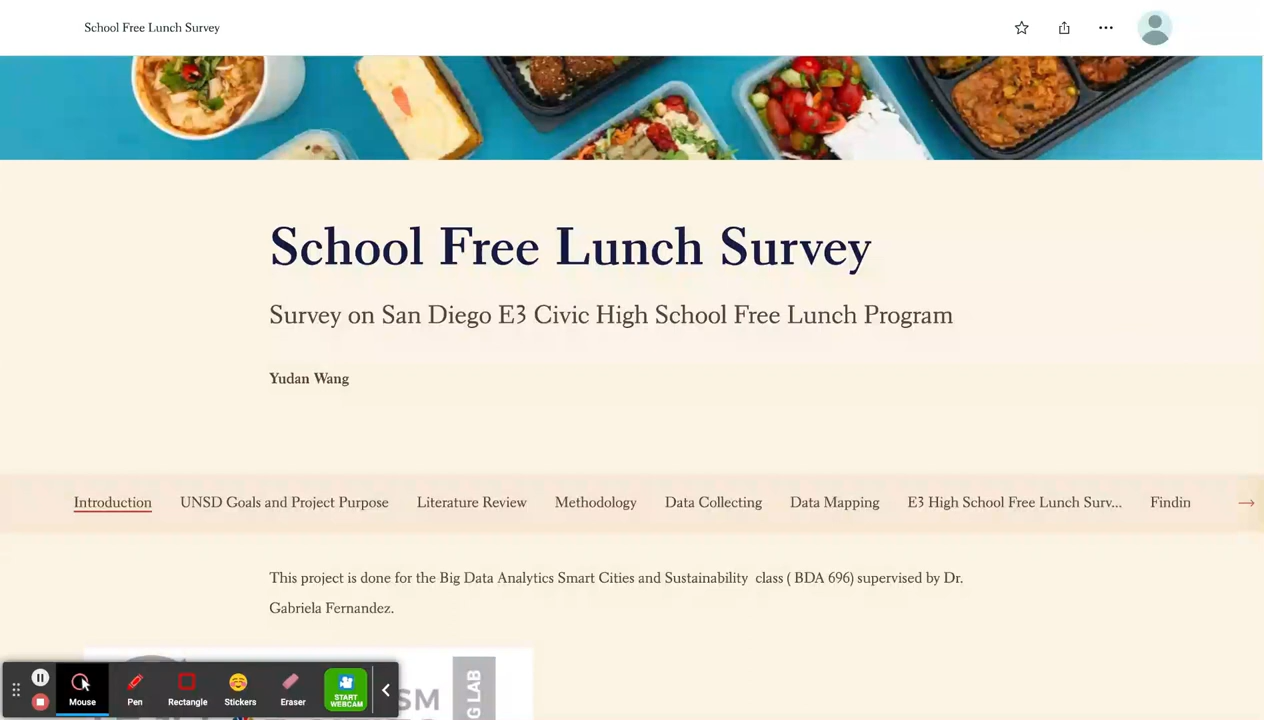 School Free Lunch Survey
School Free Lunch Survey
Survey on San Diego E3 Civic High School Free Lunch Program
Yudan Wang
Introduction UNSD Goals and Project Purpose Literature Review Methodology Data Collecting Data Mapping E3 High School Free Lunch Surv... Findin
This project is done for the Big Data Analytics Smart Cities and Sustainability class ( BDA 696) supervised by Dr.
Gabriela Fernandez.
SM
G LAB
Mouse Pen Rectangle Stickers Eraser START
WEBCAM